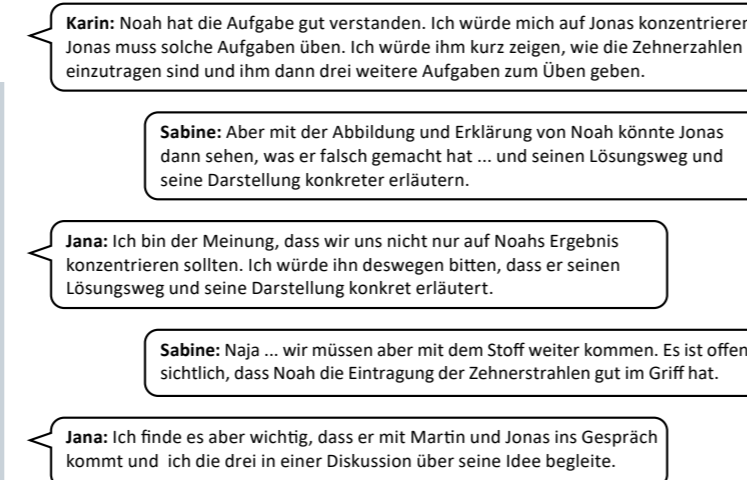 Karin: Noah hat die Aufgabe gut verstanden. Ich würde mich auf Jonas konzentrieren
Jonas muss solche Aufgaben üben. Ich würde ihm kurz zeigen, wie die Zehnerzahlen
einzutragen sind und ihm dann drei weitere Aufgaben zum Üben geben.
Sabine: Aber mit der Abbildung und Erklärung von Noah könnte Jonas
dann sehen, was er falsch gemacht hat ... und seinen Lösungsweg und
seine Darstellung konkreter erläutern.
Jana: Ich bin der Meinung, dass wir uns nicht nur auf Noahs Ergebnis
konzentrieren sollten. Ich würde ihn deswegen bitten, dass er seinen
Lösungsweg und seine Darstellung konkret erläutert.
Sabine: Naja ... wir müssen aber mit dem Stoff weiter kommen. Es ist offen
sichtlich, dass Noah die Eintragung der Zehnerstrahlen gut im Griff hat.
Jana: Ich finde es aber wichtig, dass er mit Martin und Jonas ins Gespräch
kommt und ich die drei in einer Diskussion über seine Idee begleite.